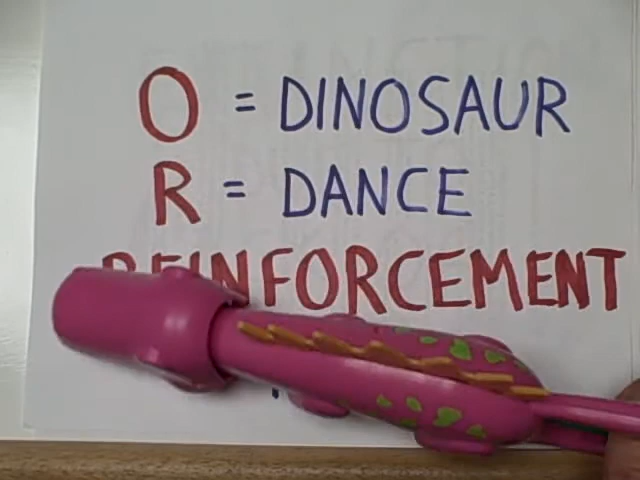 O = DINOSAUR
R = DANCE
REINFORCEMENT